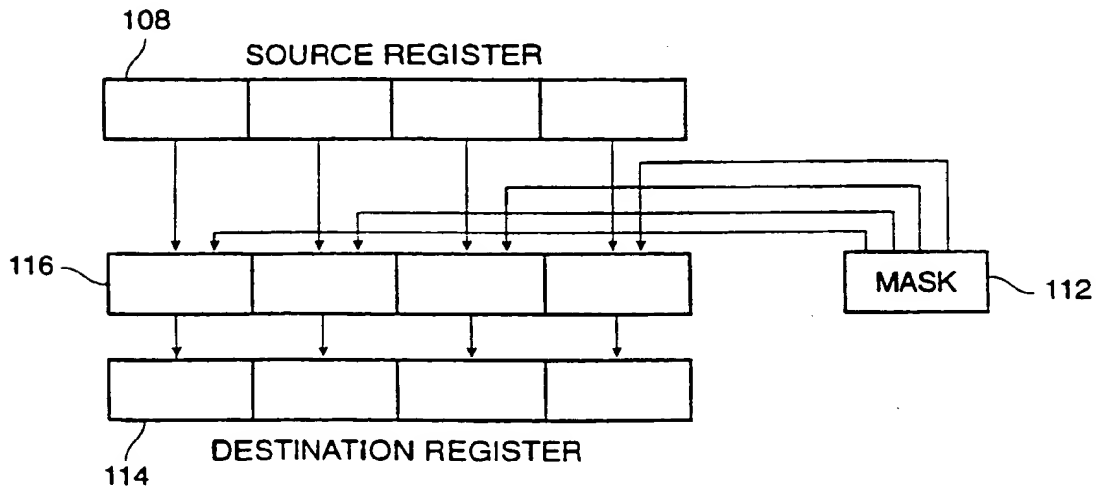 108
SOURCE REGISTER
116
MASK
112
DESTINATION REGISTER
114